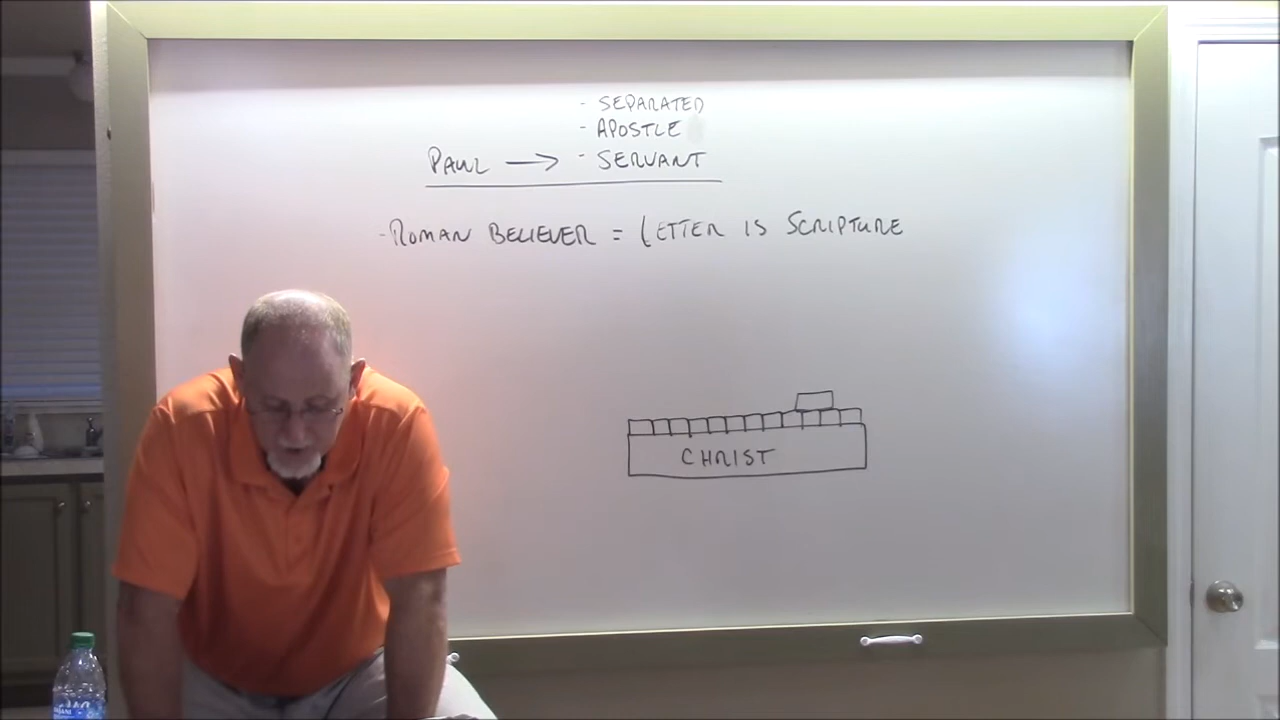 - SEPARATED
- APOSTLE
PAUL → - SERVANT
- ROMAN BELIEVER = LETTER IS SCRIPTURE
CHRIST